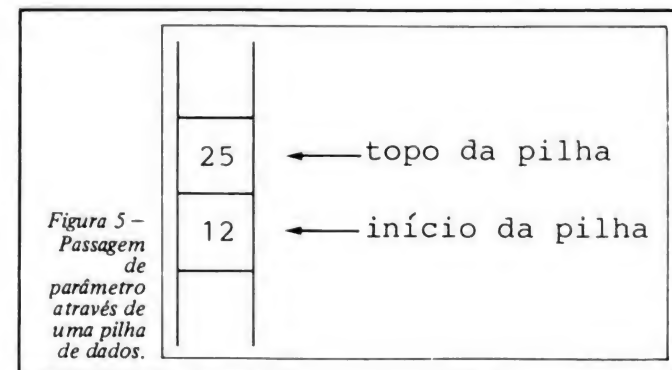 25 topo da pilha
12 início da pilha
Figura 5 –
Passagem
de
parâmetro
através de
uma pilha
de dados.